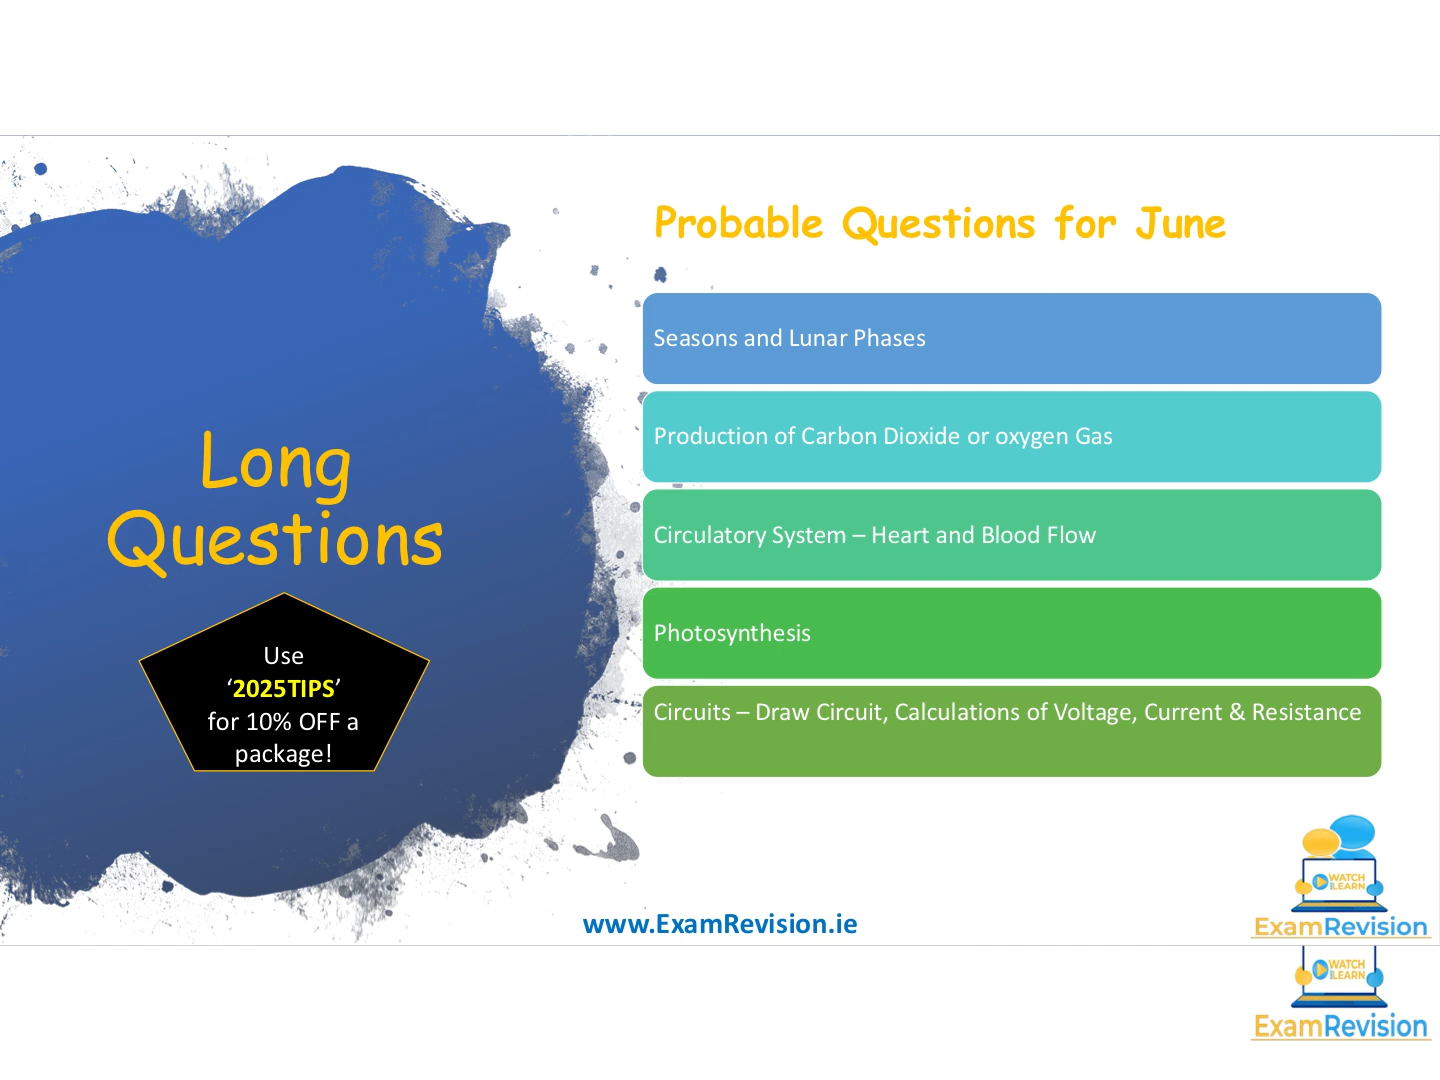 Probable Questions for June
Seasons and Lunar Phases
Production of Carbon Dioxide or oxygen Gas
Circulatory System – Heart and Blood Flow
Photosynthesis
Circuits – Draw Circuit, Calculations of Voltage, Current & Resistance
Long
Questions
Use
‘2025TIPS’
for 10% OFF a
package!
www.ExamRevision.ie
WATCH
LEARN
ExamRevision
WATCH
LEARN
ExamRevision